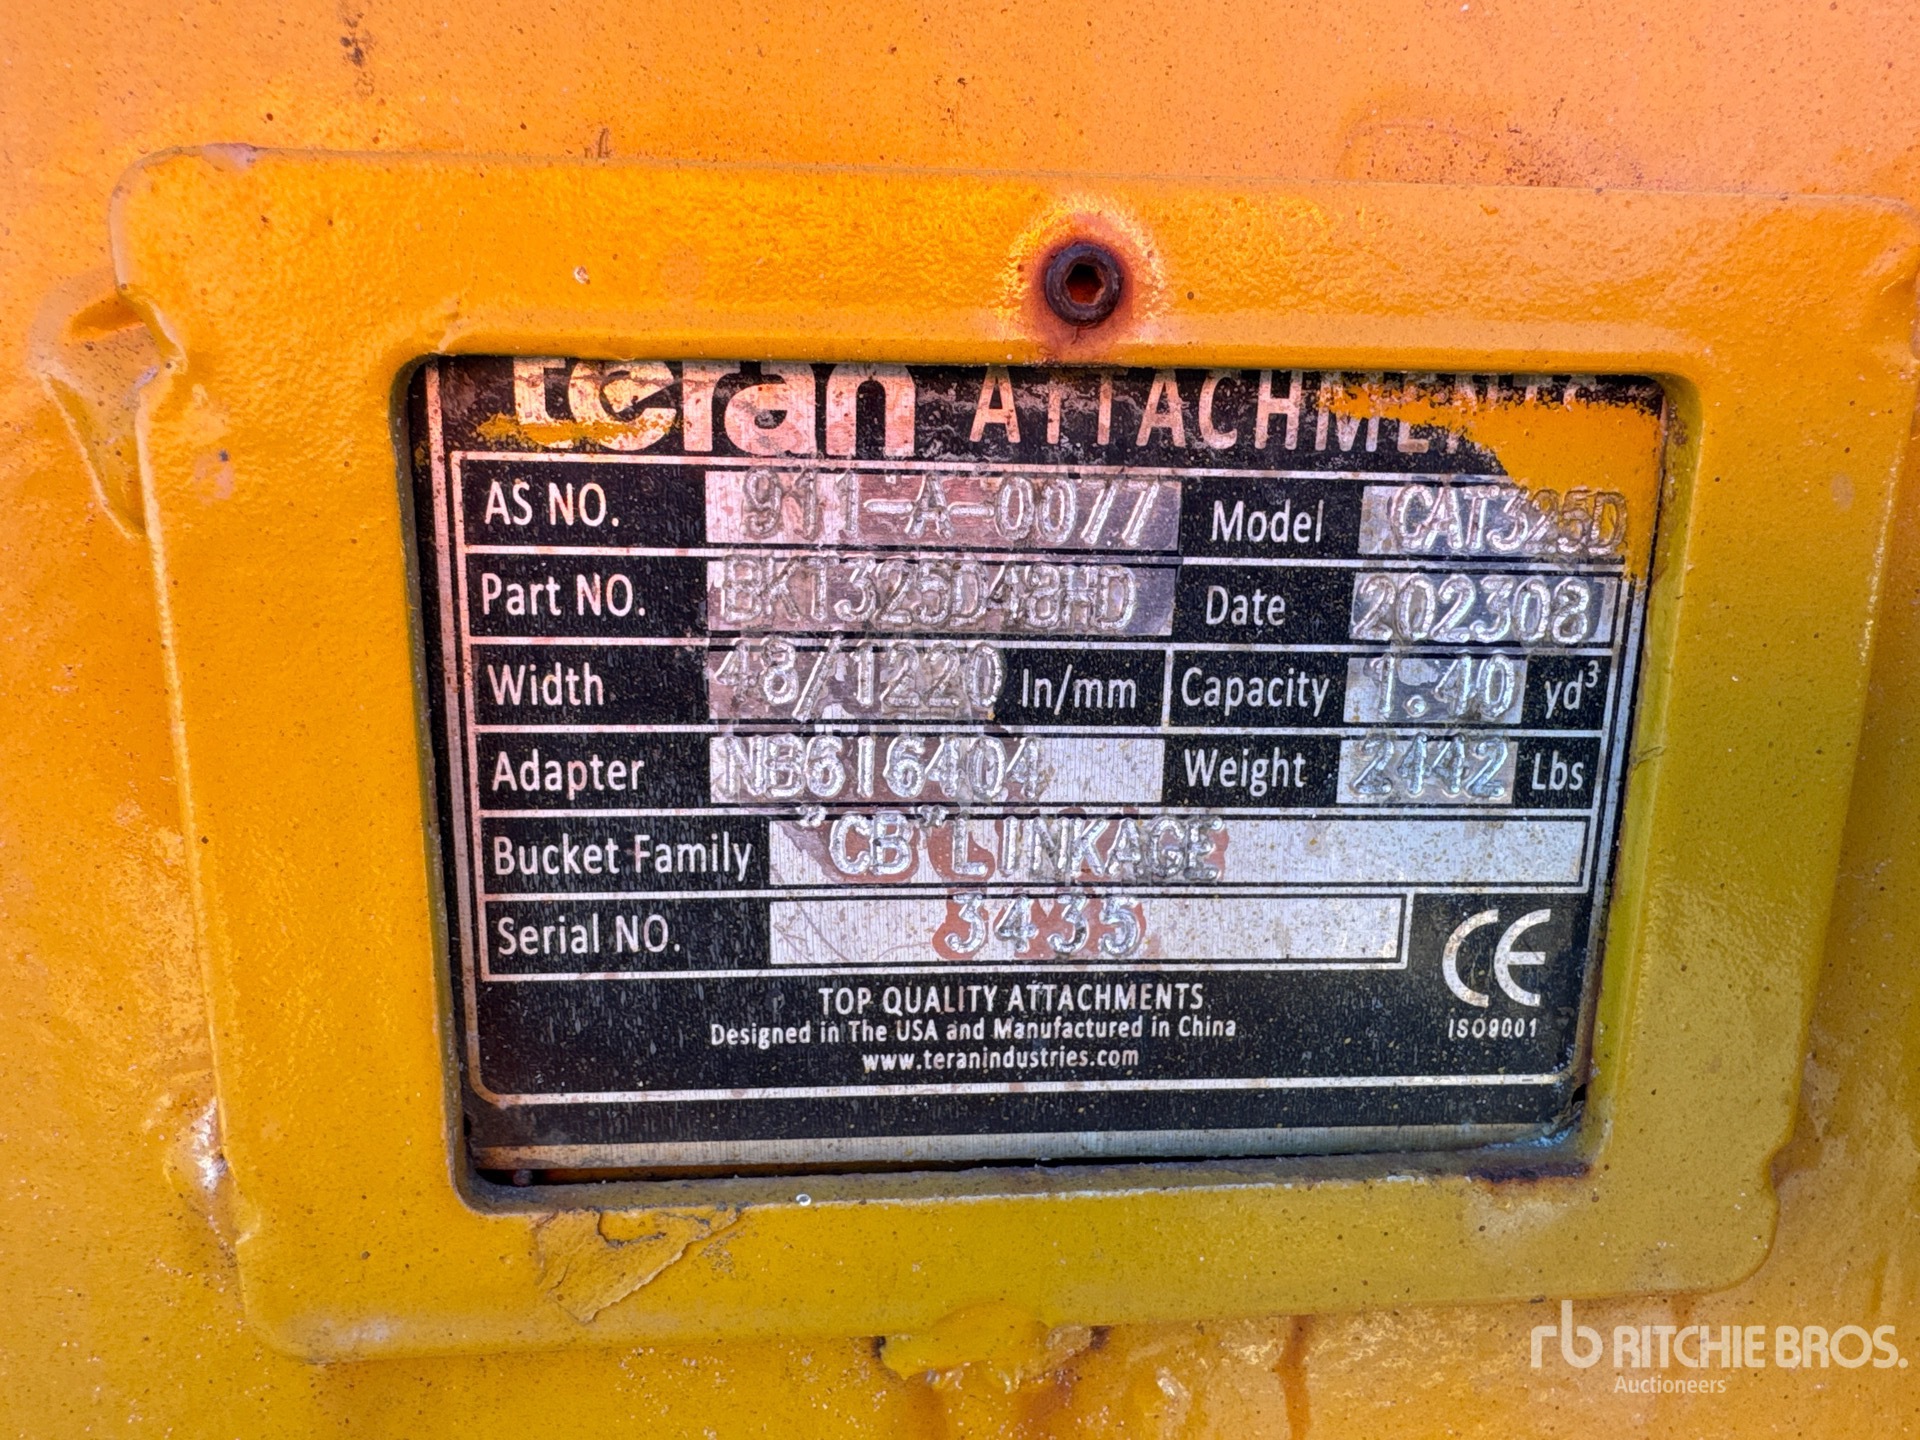 teran ATTACHMENTS
AS NO. 911-A-0077 Model CAT325D
Part NO. BKT325D48HD Date 202308
Width 48/1220 In/mm Capacity 1.40 yd³
Adapter NB616404 Weight 2442 Lbs
Bucket Family "CB"LINKAGE
Serial NO. 3435
CE
ISO9001
TOP QUALITY ATTACHMENTS
Designed in The USA and Manufactured in China
www.teranindustries.com
rb RITCHIE BROS.
Auctioneers